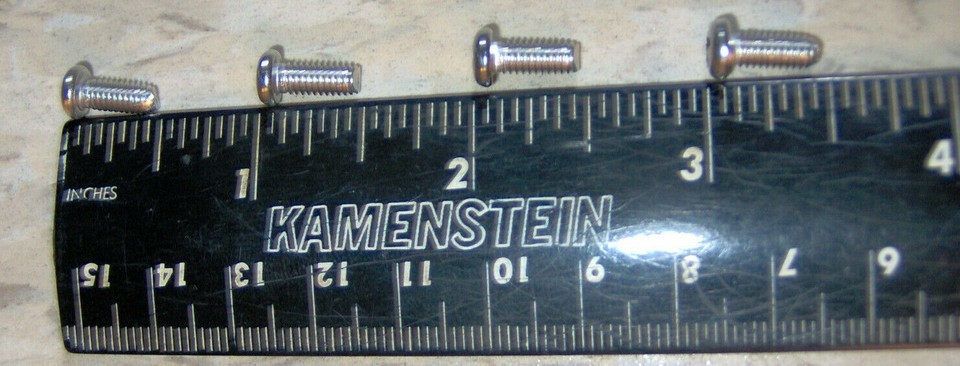 1 2 3 4
INCHES
KAMENSTEIN
15 14 13 12 11 10 9 8 7 6